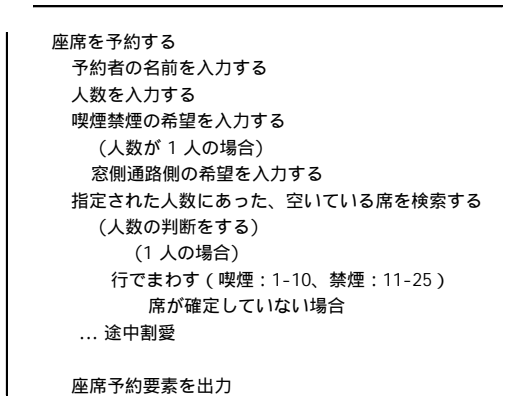 座席を予約する
予約者の名前を入力する
人数を入力する
喫煙禁煙の希望を入力する
(人数が 1 人の場合)
窓側通路側の希望を入力する
指定された人数にあった、空いている席を検索する
(人数の判断をする)
(1 人の場合)
行でまわす ( 喫煙 : 1-10、禁煙 : 11-25 )
席が確定していない場合
... 途中割愛
座席予約要素を出力